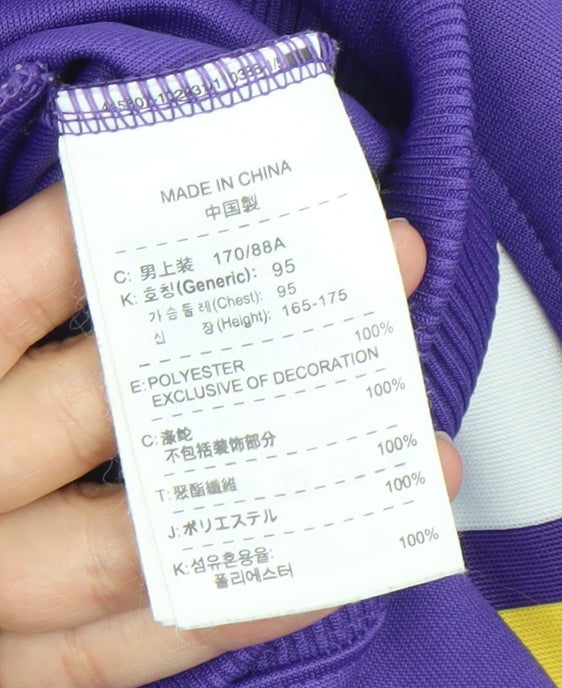 MADE IN CHINA
中国製
C: 男上装 170/88A
K: 호칭(Generic): 95
가슴둘레(Chest): 95
신 장(Height): 165-175
E: POLYESTER 100%
EXCLUSIVE OF DECORATION
C: 涤纶 100%
不包括装饰部分
T: 聚酯纖維 100%
J: ポリエステル 100%
K: 섬유혼용율: 100%
폴리에스터